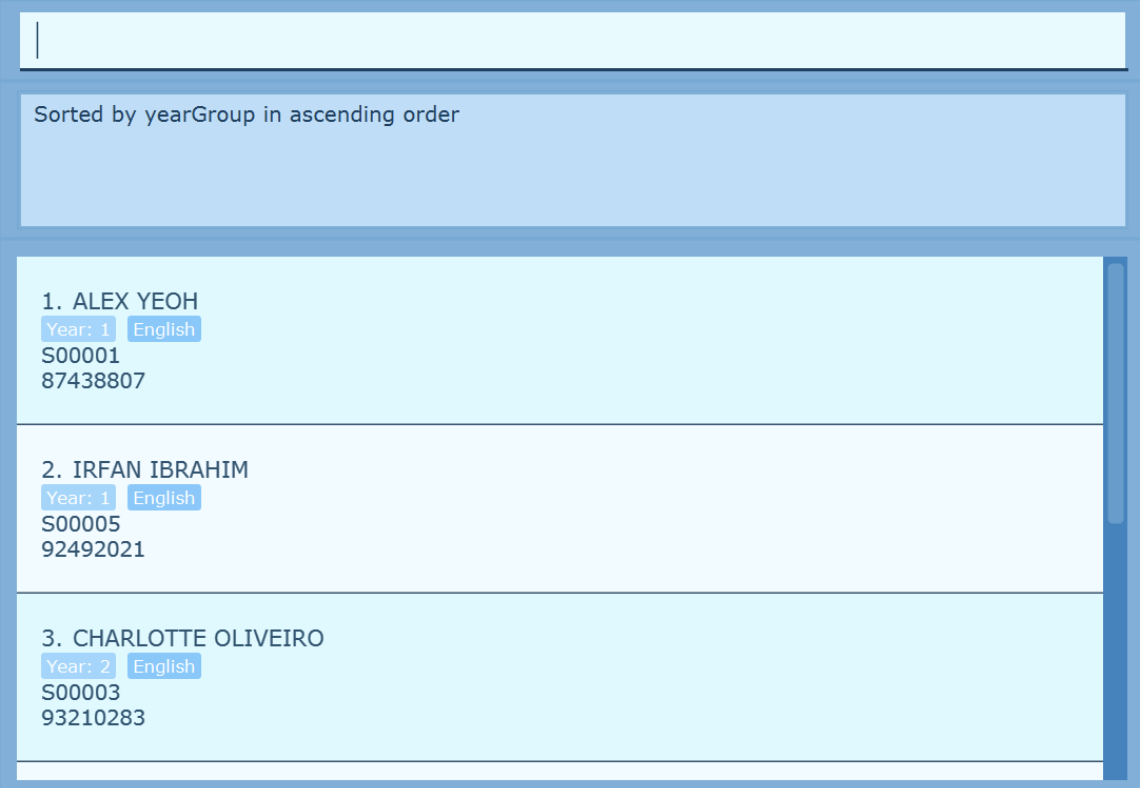 Sorted by yearGroup in ascending order
1. ALEX YEOH
Year: 1 English
S00001
87438807
2. IRFAN IBRAHIM
Year: 1 English
S00005
92492021
3. CHARLOTTE OLIVEIRO
Year: 2 English
S00003
93210283